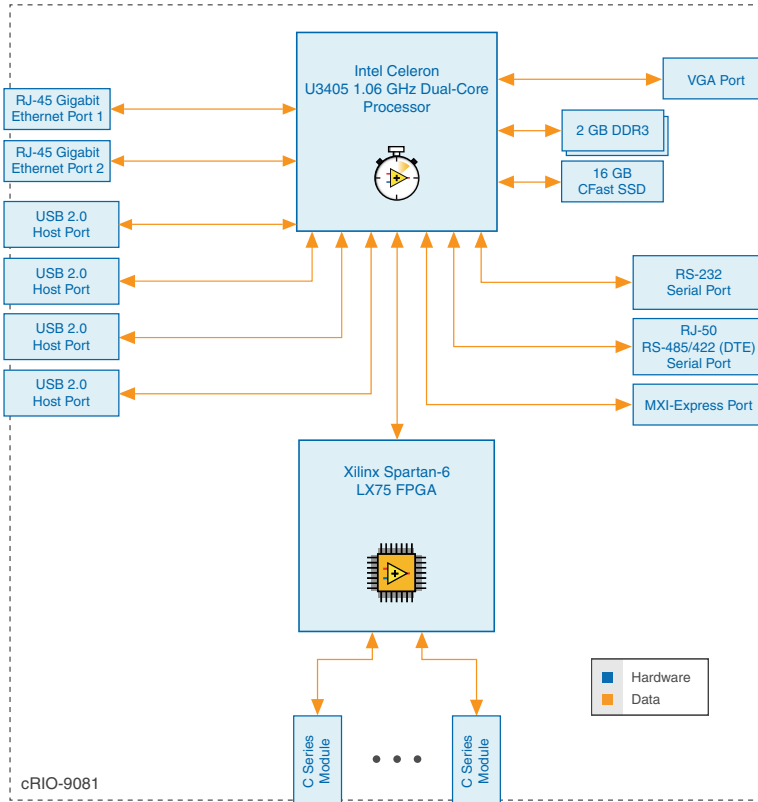 Intel Celeron
U3405 1.06 GHz Dual-Core
Processor
RJ-45 Gigabit
Ethernet Port 1
RJ-45 Gigabit
Ethernet Port 2
USB 2.0
Host Port
USB 2.0
Host Port
USB 2.0
Host Port
USB 2.0
Host Port
VGA Port
2 GB DDR3
16 GB
CFast SSD
RS-232
Serial Port
RJ-50
RS-485/422 (DTE)
Serial Port
MXI-Express Port
Xilinx Spartan-6
LX75 FPGA
C Series
Module
C Series
Module
Hardware
Data
cRIO-9081